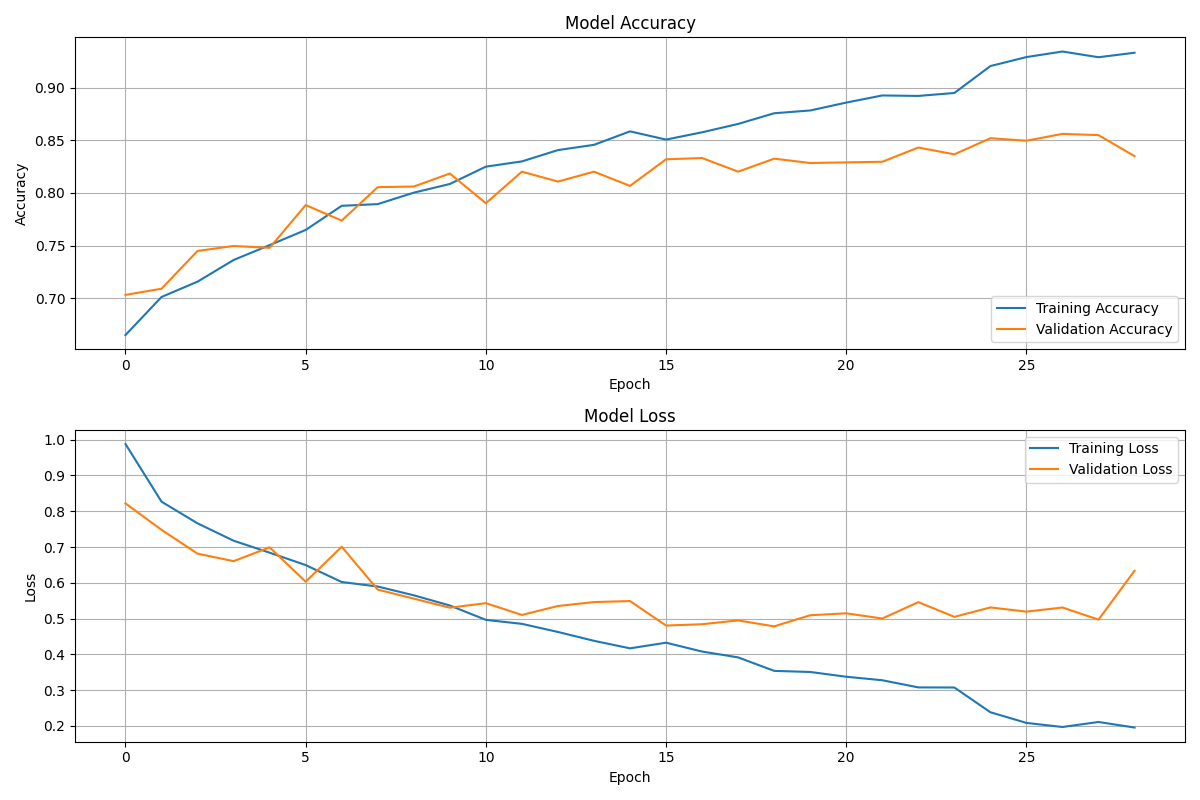 Model Accuracy
0.90
0.85
0.80
0.75
0.70
Accuracy
Training Accuracy
Validation Accuracy
0 5 10 15 20 25
Epoch
Model Loss
1.0
0.9
0.8
0.7
0.6
0.5
0.4
0.3
0.2
Loss
Training Loss
Validation Loss
0 5 10 15 20 25
Epoch